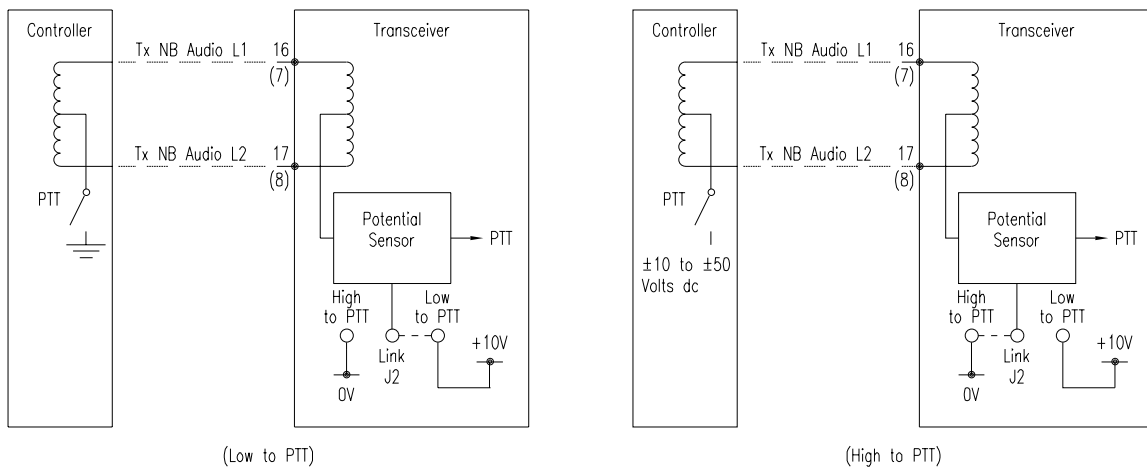 Controller
Transceiver
Tx NB Audio L1
16
(7)
Tx NB Audio L2
17
(8)
PTT
Potential
Sensor
PTT
High
to PTT
Low
to PTT
Link
J2
+10V
0V
(Low to PTT)
Controller
Transceiver
Tx NB Audio L1
16
(7)
Tx NB Audio L2
17
(8)
PTT
±10 to ±50
Volts dc
Potential
Sensor
PTT
High
to PTT
Low
to PTT
Link
J2
+10V
0V
(High to PTT)